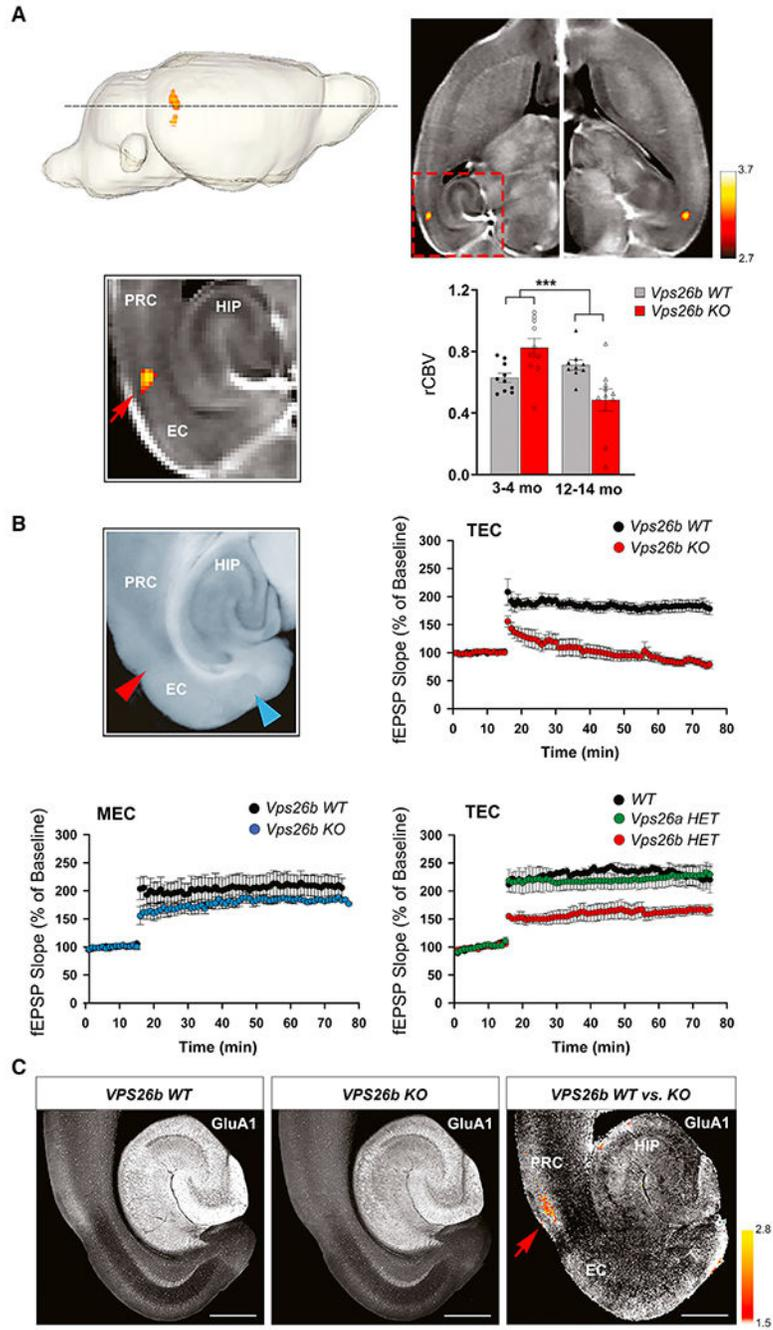 A
3.7
2.7
PRC
HIP
EC
1.2
0.8
0.4
0.0
rCBV
***
Vps26b WT
Vps26b KO
3-4 mo
12-14 mo
B
PRC
HIP
EC
TEC
Vps26b WT
Vps26b KO
fEPSP Slope (% of Baseline)
300
250
200
150
100
50
0
0 10 20 30 40 50 60 70 80
Time (min)
MEC
Vps26b WT
Vps26b KO
fEPSP Slope (% of Baseline)
300
250
200
150
100
50
0
0 10 20 30 40 50 60 70 80
Time (min)
TEC
WT
Vps26a HET
Vps26b HET
fEPSP Slope (% of Baseline)
300
250
200
150
100
50
0
0 10 20 30 40 50 60 70 80
Time (min)
C
VPS26b WT
GluA1
VPS26b KO
GluA1
VPS26b WT vs. KO
GluA1
HIP
PRC
EC
2.8
1.5